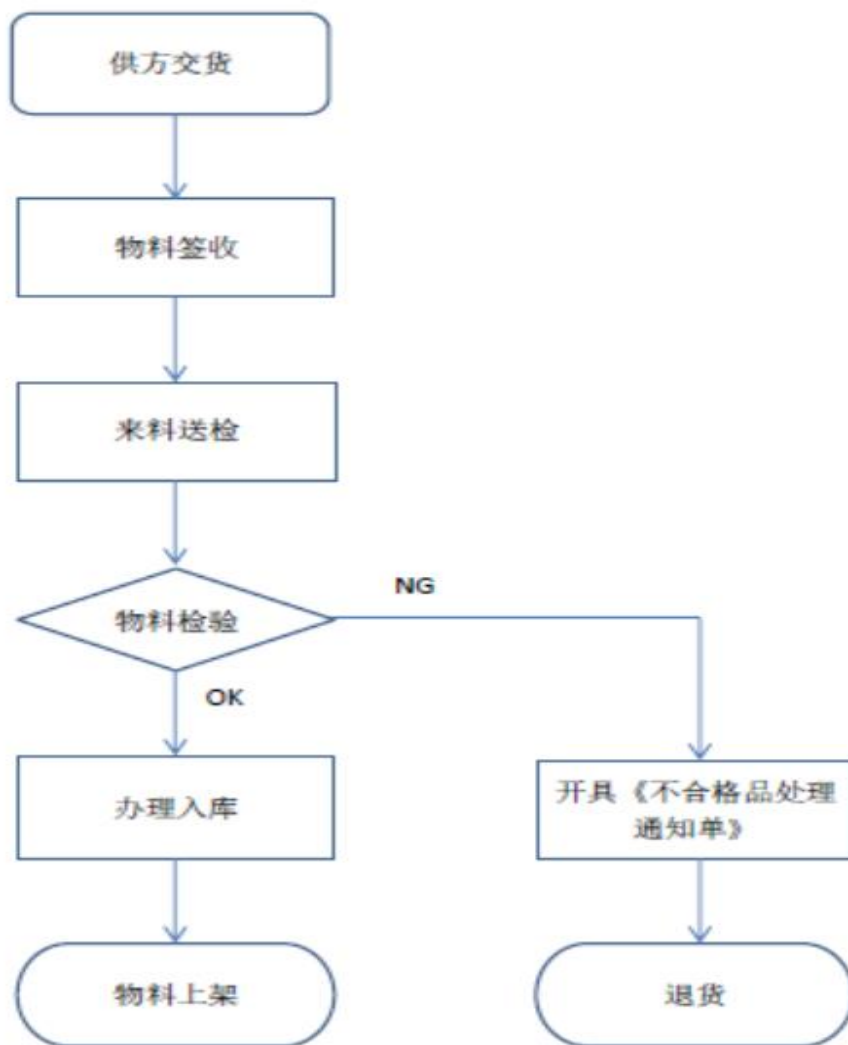 供方交货
物料签收
来料送检
物料检验
NG
OK
办理入库
开具《不合格品处理
通知单》
物料上架
退货